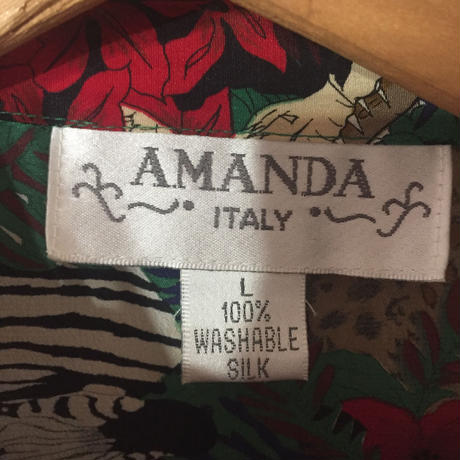 AMANDA
ITALY
L
100%
WASHABLE
SILK